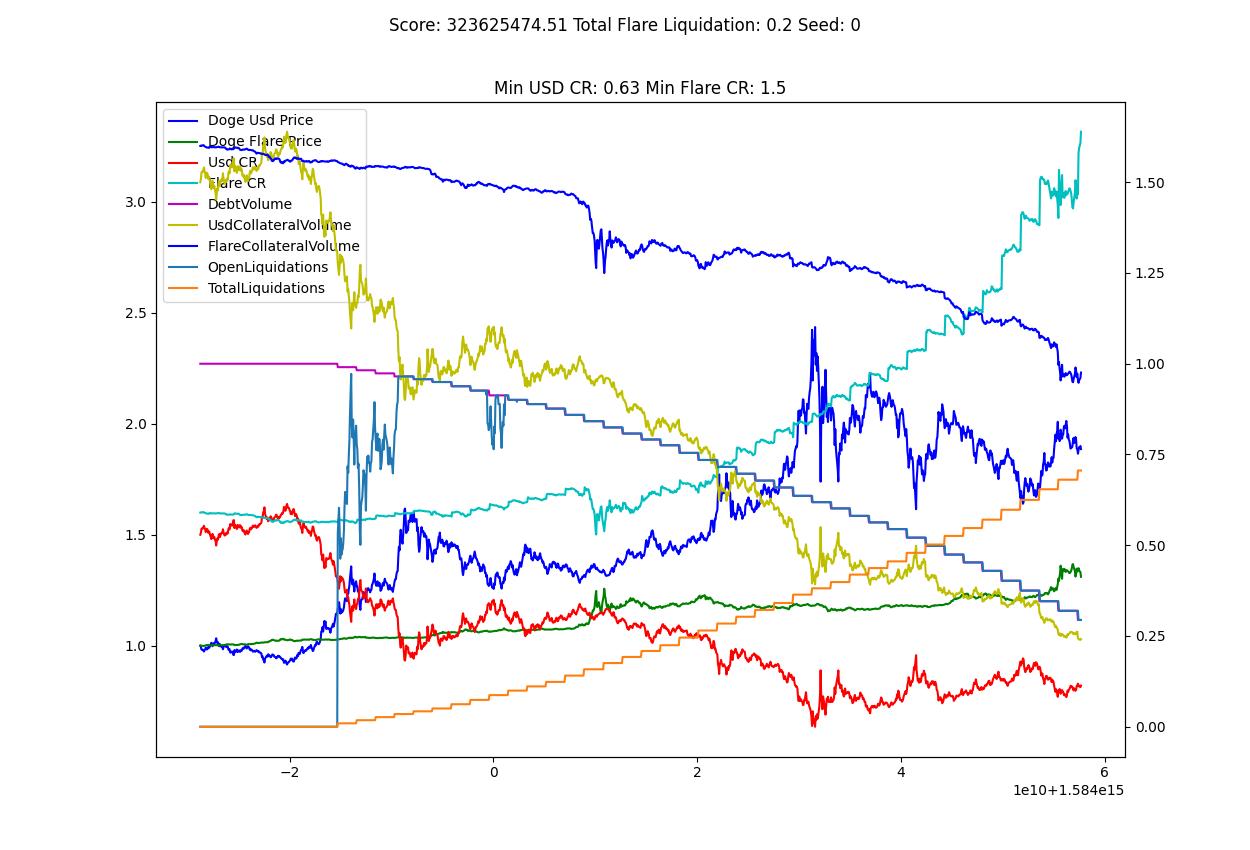 Score: 323625474.51 Total Flare Liquidation: 0.2 Seed: 0
Min USD CR: 0.63 Min Flare CR: 1.5
Doge Usd Price
Doge Flare Price
Usd CR
Flare CR
DebtVolume
UsdCollateralVolume
FlareCollateralVolume
OpenLiquidations
TotalLiquidations
3.0
2.5
2.0
1.5
1.0
1.50
1.25
1.00
0.75
0.50
0.25
0.00
−2 0 2 4 6
1e10+1.584e15